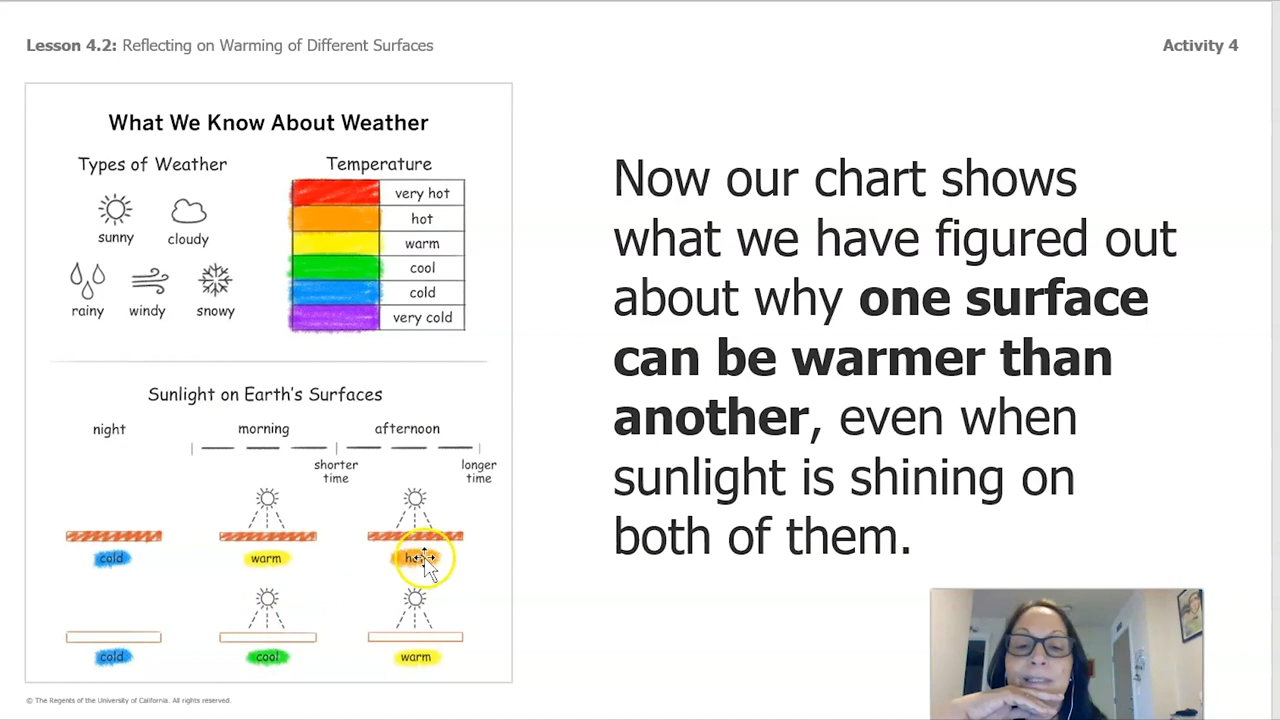 Lesson 4.2: Reflecting on Warming of Different Surfaces
Activity 4
What We Know About Weather
Types of Weather
sunny
cloudy
rainy
windy
snowy
Temperature
very hot
hot
warm
cool
cold
very cold
Sunlight on Earth's Surfaces
night
morning
afternoon
shorter
time
longer
time
cold
warm
cold
cool
warm
Now our chart shows
what we have figured out
about why one surface
can be warmer than
another, even when
sunlight is shining on
both of them.
© The Regents of the University of California. All rights reserved.